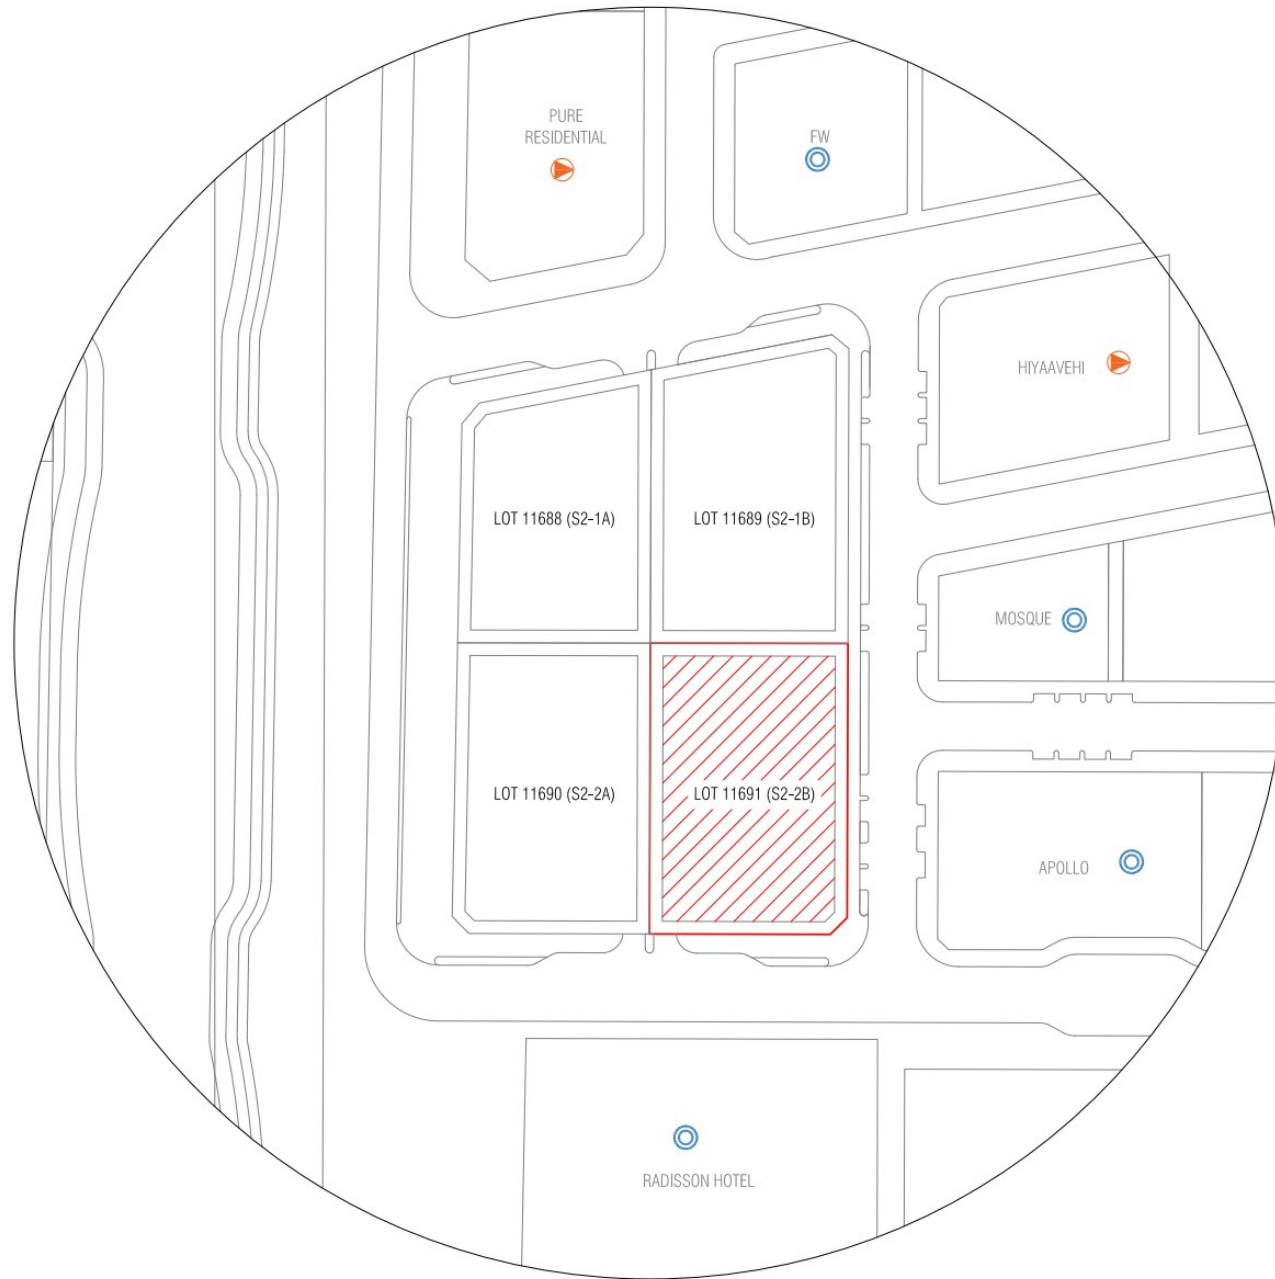 PURE
RESIDENTIAL
FW
HIYAAVEHI
LOT 11688 (S2-1A)
LOT 11689 (S2-1B)
MOSQUE
LOT 11690 (S2-2A)
LOT 11691 (S2-2B)
APOLLO
RADISSON HOTEL